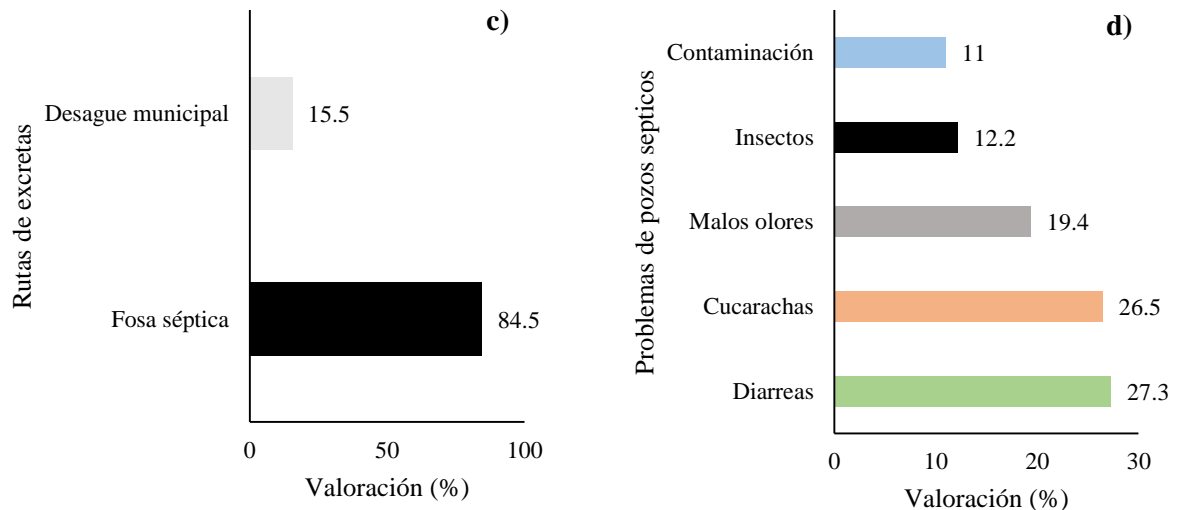 c)
Rutas de excretas
Desague municipal
15.5
Fosa séptica
84.5
0 50 100
Valoración (%)
d)
Problemas de pozos septicos
Contaminación
11
Insectos
12.2
Malos olores
19.4
Cucarachas
26.5
Diarreas
27.3
0 10 20 30
Valoración (%)